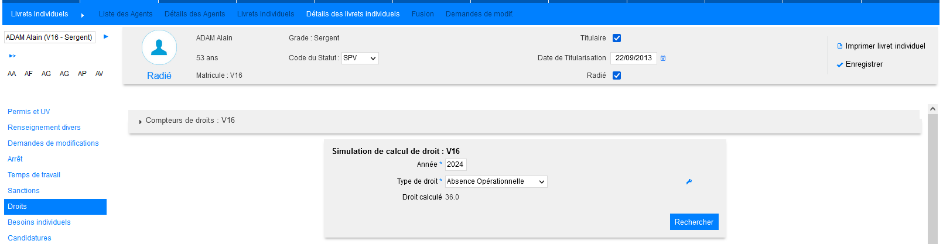 Livrets individuels Liste des Agents Détails des Agents Livrets individuels Détails des livrets individuels Fusion Demandes de modif
ADAM Alain (V16 - Sergent)
AA AF AG AG AP AV
Radié
ADAM Alain Grade : Sergent Titulaire
53 ans Code du Statut : SPV Date de Titularisation 22/09/2013
Matricule : V16 Radié
Imprimer livret individuel
Enregistrer
Permis et UV
Renseignement divers
Demandes de modifications
Arrêt
Temps de travail
Sanctions
Droits
Besoins individuels
Candidatures
Compteurs de droits : V16
Simulation de calcul de droit : V16
Année * 2024
Type de droit * Absence Opérationnelle
Droit calculé 36.0
Rechercher